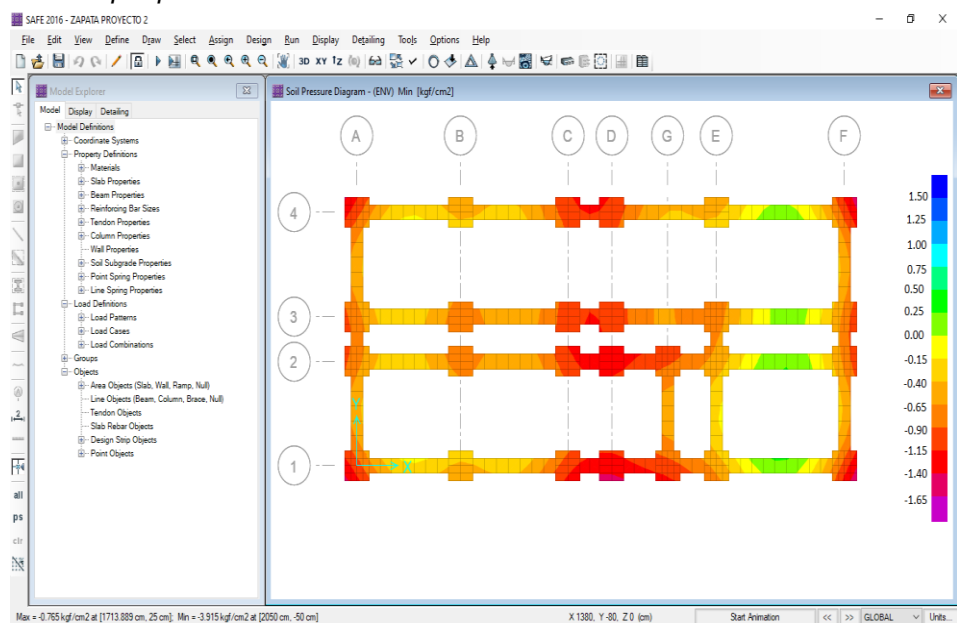 SAFE 2016 - ZAPATA PROYECTO 2
File Edit View Define Draw Select Assign Design Run Display Detailing Tools Options Help
3D XY
Model Explorer
Model Display Detailing
Model Definitions
Coordinate Systems
Property Definitions
Materials
Slab Properties
Beam Properties
Reinforcing Bar Sizes
Tendon Properties
Column Properties
Wall Properties
Soil Subgrade Properties
Point Spring Properties
Line Spring Properties
Load Definitions
Load Patterns
Load Cases
Load Combinations
Groups
Objects
Area Objects (Slab, Wall, Ramp, Null)
Line Objects (Beam, Column, Brace, Null)
Tendon Objects
Slab Rebar Objects
Design Strip Objects
Point Objects
all
ps
clr
Soil Pressure Diagram - (ENV) Min [kgf/cm2]
A B C D G E F
4
3
2
1
Y
X
1.50
1.25
1.00
0.75
0.50
0.25
0.00
-0.15
-0.40
-0.65
-0.90
-1.15
-1.40
-1.65
Max = -0.765 kgf/cm2 at [1713.889 cm, 25 cm]; Min = -3.915 kgf/cm2 at [2050 cm, -50 cm] X 1380, Y -80, Z 0 (cm) Start Animation << >> GLOBAL Units...